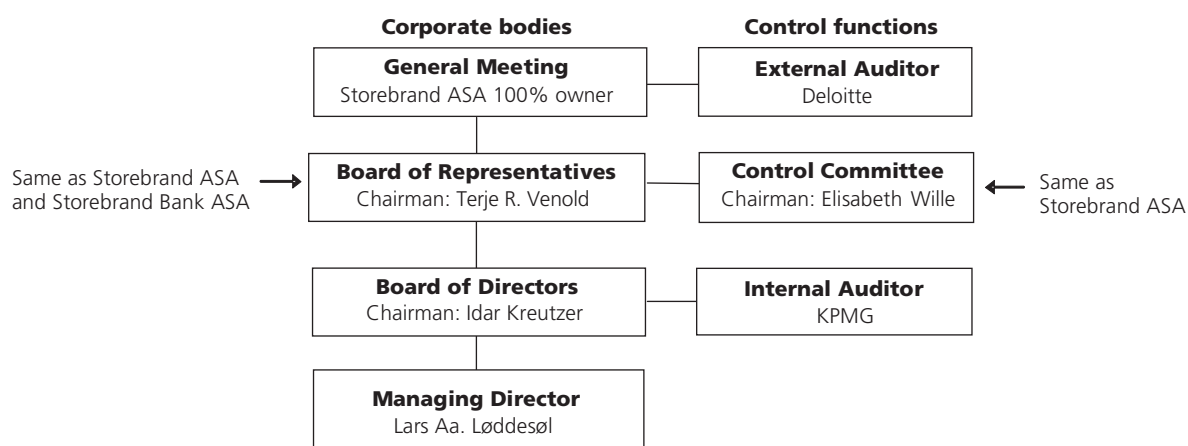 Corporate bodies
Control functions
General Meeting
Storebrand ASA 100% owner
External Auditor
Deloitte
Same as Storebrand ASA
and Storebrand Bank ASA
Board of Representatives
Chairman: Terje R. Venold
Control Committee
Chairman: Elisabeth Wille
Same as
Storebrand ASA
Board of Directors
Chairman: Idar Kreutzer
Internal Auditor
KPMG
Managing Director
Lars Aa. Løddesøl